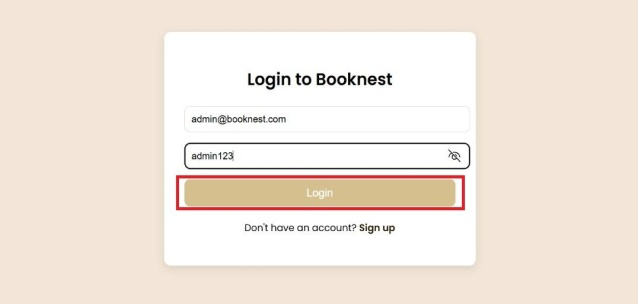 Login to Booknest
admin@booknest.com
admin123
Login
Don't have an account? Sign up